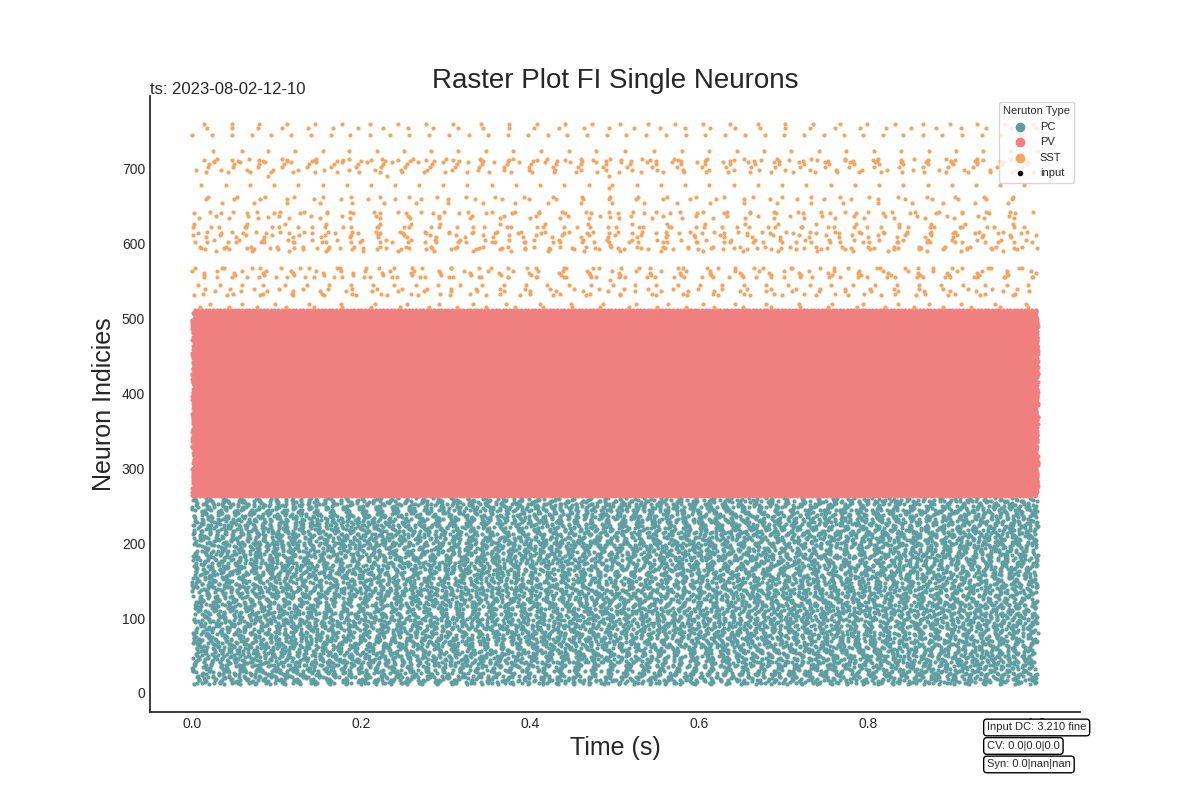 Raster Plot FI Single Neurons
ts: 2023-08-02-12-10
Neruton Type
PC
PV
SST
input
Neuron Indicies
700
600
500
400
300
200
100
0
0.0 0.2 0.4 0.6 0.8
Time (s)
Input DC: 3,210 fine
CV: 0.0|0.0|0.0
Syn: 0.0|nan|nan